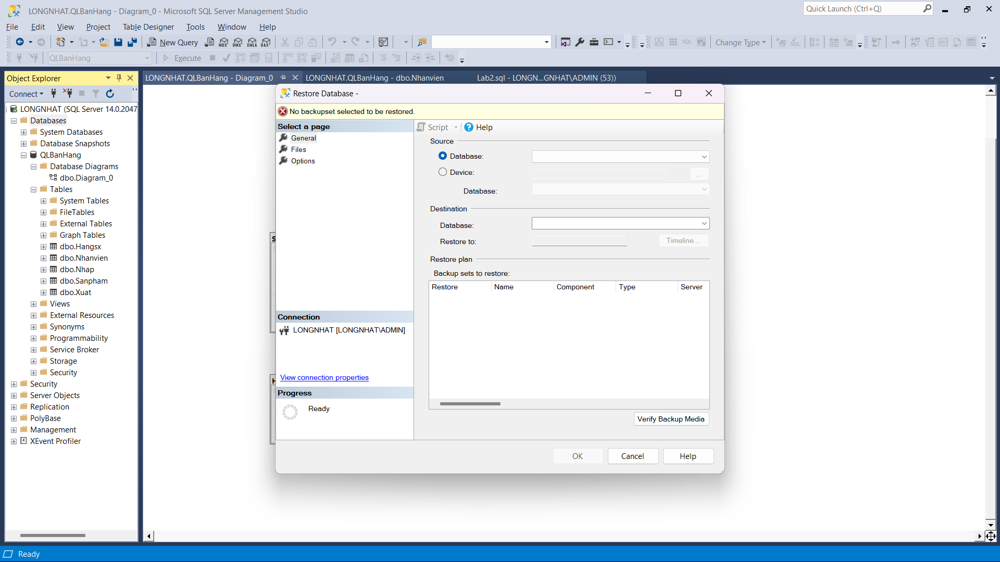 LONGNHAT.QLBanHang - Diagram_0 - Microsoft SQL Server Management Studio
Quick Launch (Ctrl+Q)
File Edit View Project Table Designer Tools Window Help
New Query
MDX
DMX
XMLA
DAX
SQL
Change Type
QLBanHang
Execute
Object Explorer
Connect
LONGNHAT (SQL Server 14.0.2047
Databases
System Databases
Database Snapshots
QLBanHang
Database Diagrams
dbo.Diagram_0
Tables
System Tables
FileTables
External Tables
Graph Tables
dbo.Hangsx
dbo.Nhanvien
dbo.Nhap
dbo.Sanpham
dbo.Xuat
Views
External Resources
Synonyms
Programmability
Service Broker
Storage
Security
Security
Server Objects
Replication
PolyBase
Management
XEvent Profiler
LONGNHAT.QLBanHang - Diagram_0
LONGNHAT.QLBanHang - dbo.Nhanvien
Lab2.sql - LONGN...GNHAT\ADMIN (53))
S
H
Restore Database -
No backupset selected to be restored.
Select a page
General
Files
Options
Connection
LONGNHAT [LONGNHAT\ADMIN]
View connection properties
Progress
Ready
Script
Help
Source
Database:
Device:
...
Database:
Destination
Database:
Restore to:
Timeline...
Restore plan
Backup sets to restore:
Restore Name Component Type Server
Verify Backup Media
OK Cancel Help
Ready